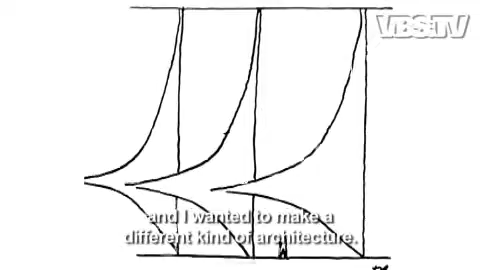 VBS.TV
and I wanted to make a
different kind of architecture.